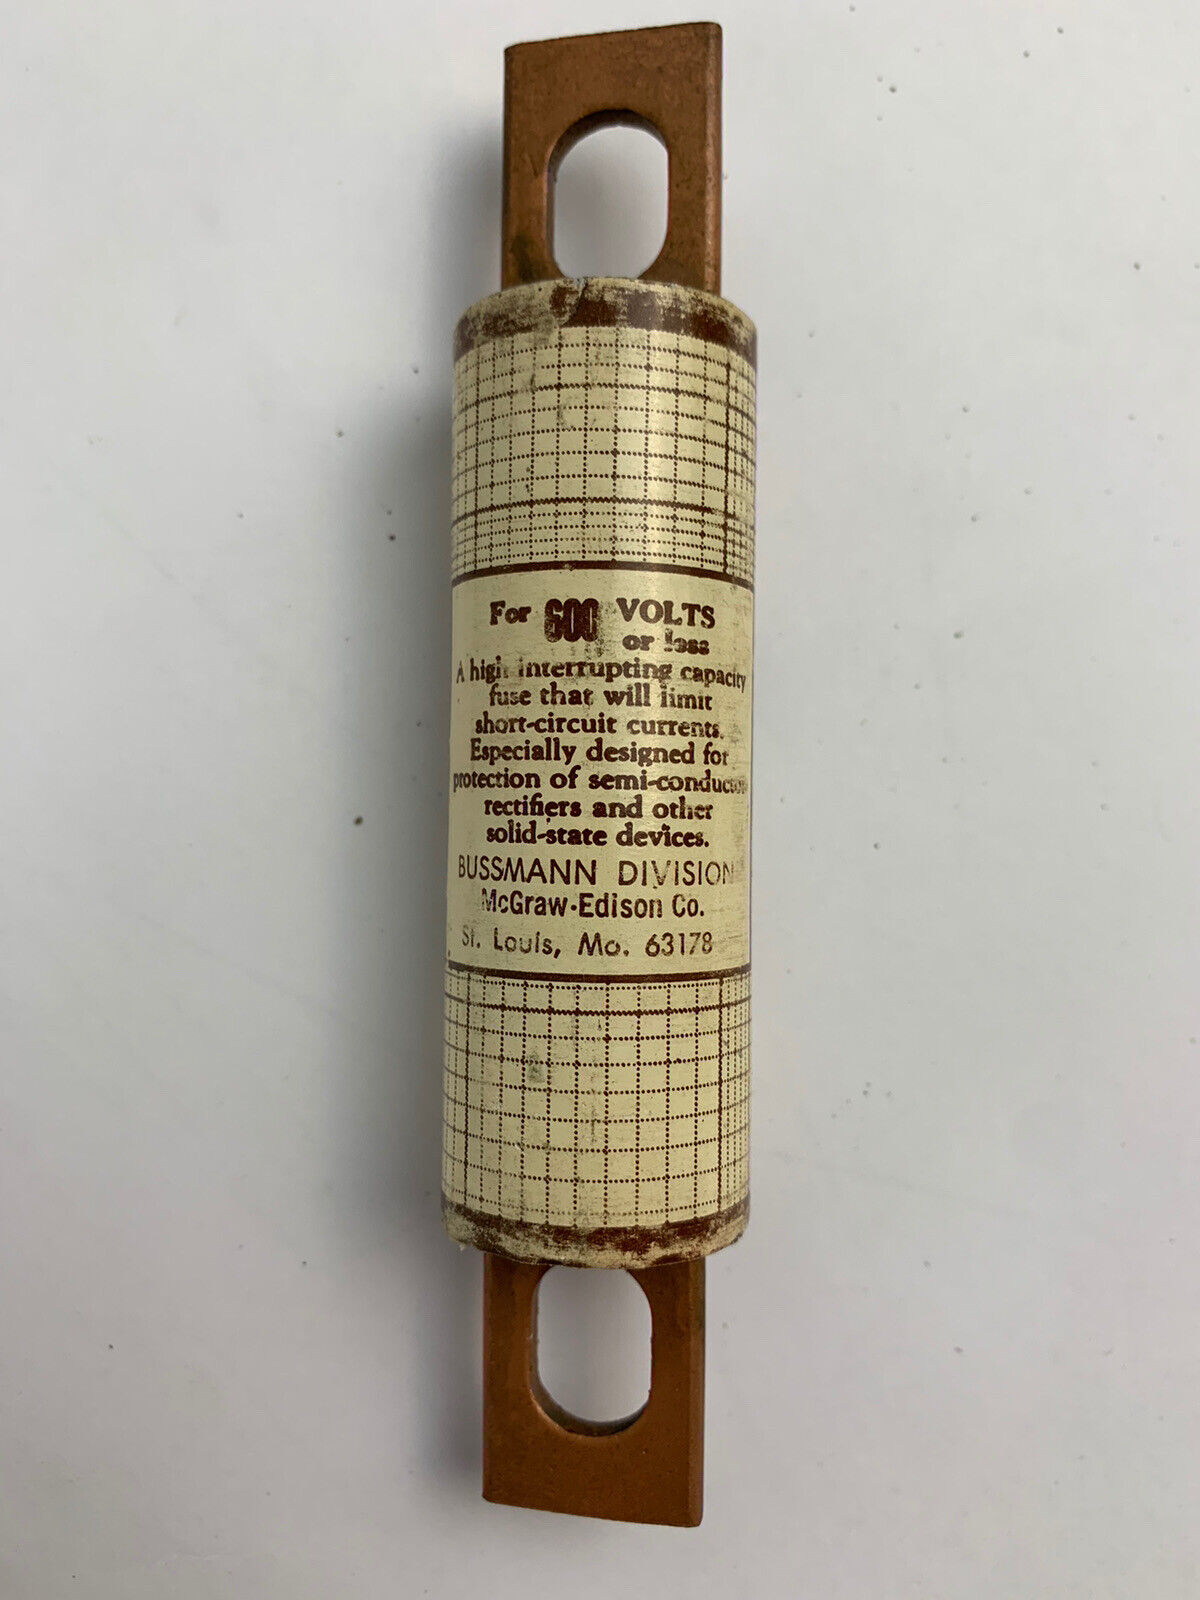 For 600 VOLTS
or less
A high interrupting capacity
fuse that will limit
short-circuit currents.
Especially designed for
protection of semi-conductor
rectifiers and other
solid-state devices.
BUSSMANN DIVISION
McGraw-Edison Co.
St. Louis, Mo. 63178